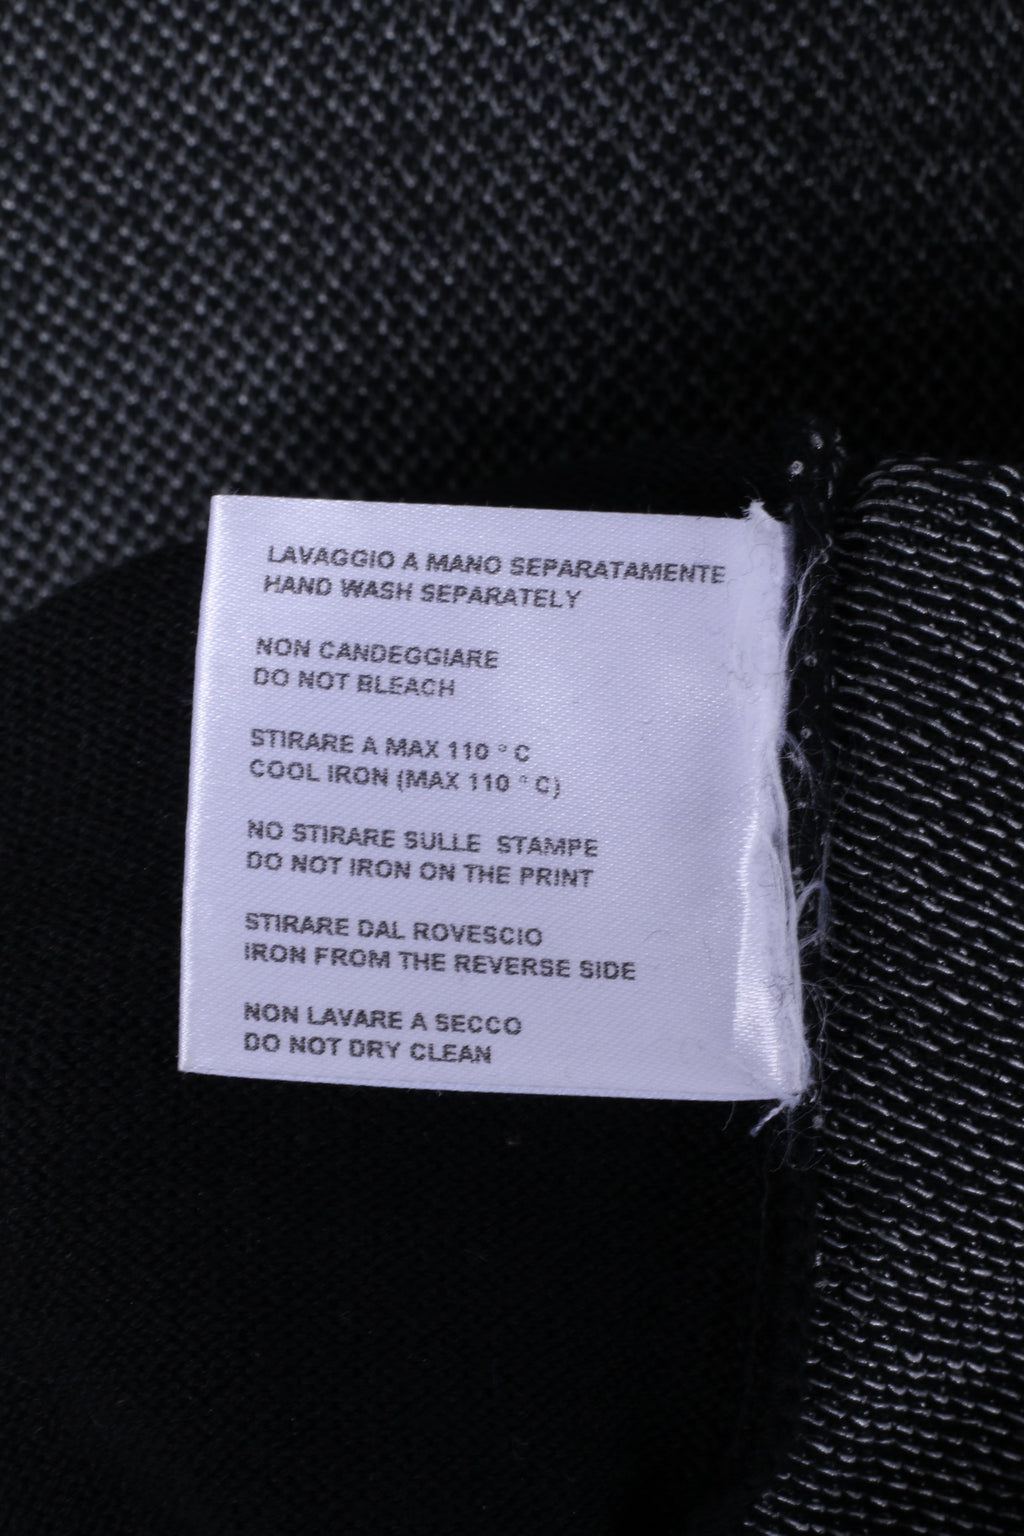 LAVAGGIO A MANO SEPARATAMENTE
HAND WASH SEPARATELY
NON CANDEGGIARE
DO NOT BLEACH
STIRARE A MAX 110 ° C
COOL IRON (MAX 110 ° C)
NO STIRARE SULLE STAMPE
DO NOT IRON ON THE PRINT
STIRARE DAL ROVESCIO
IRON FROM THE REVERSE SIDE
NON LAVARE A SECCO
DO NOT DRY CLEAN